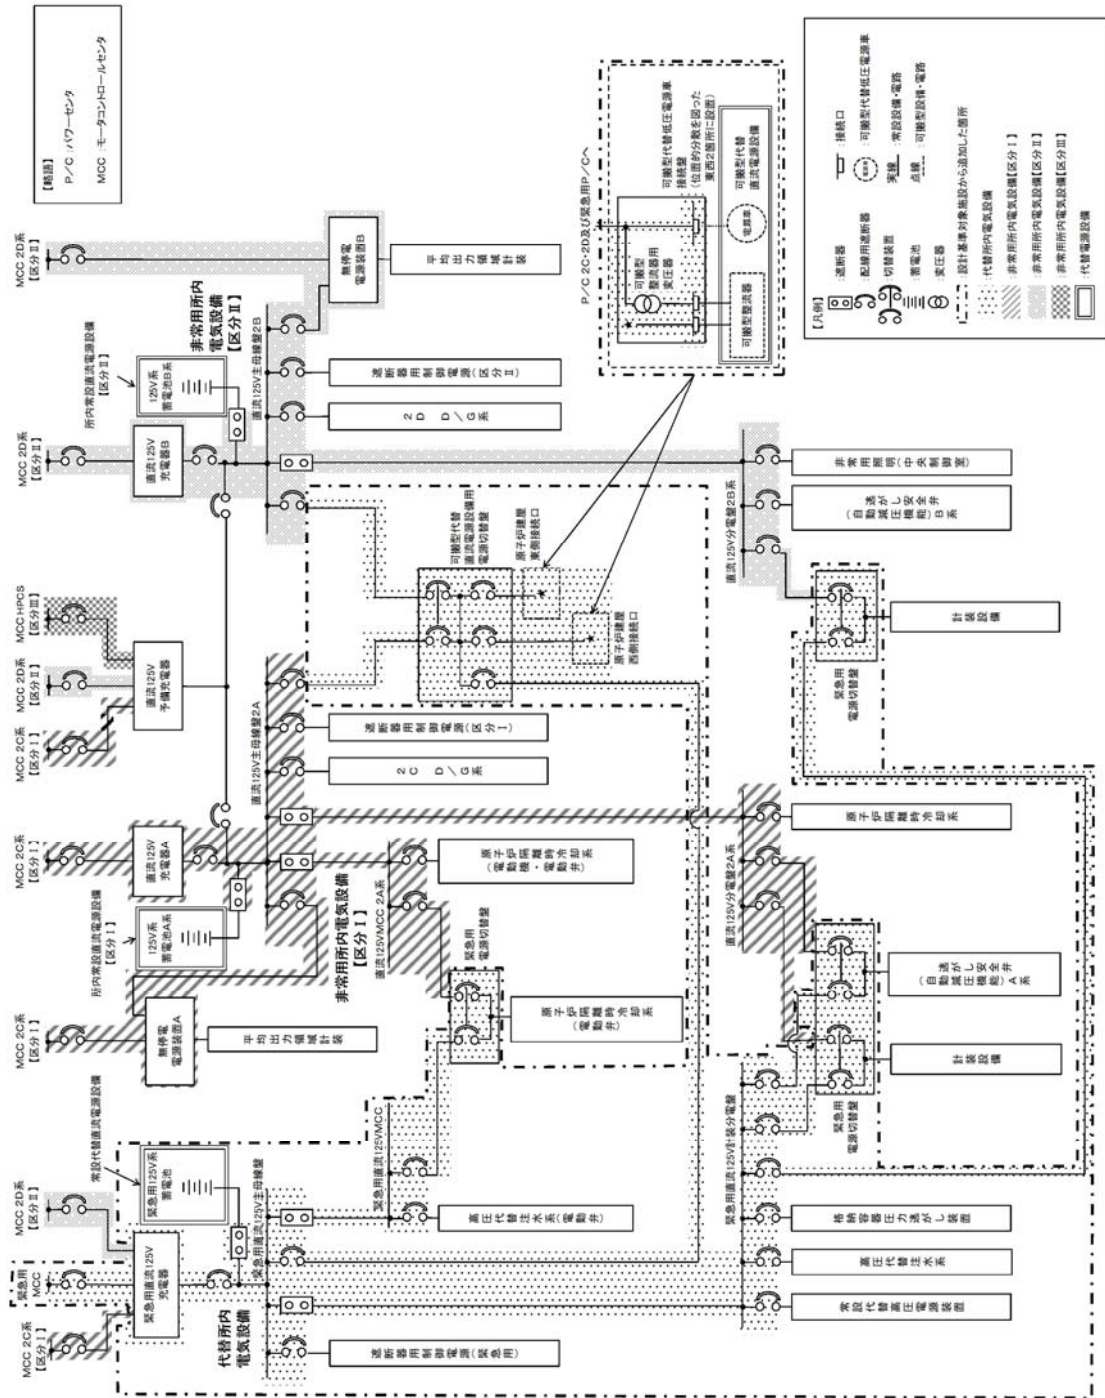 【略語】
P/C :パワーセンタ
MCC :モータコントロールセンタ
MCC 2C系
【区分Ⅰ】
緊急用
MCC
MCC 2D系
【区分Ⅱ】
常設代替直流電源設備
緊急用直流125V
充電器
緊急用125V系
蓄電池
代替所内
電気設備
緊急用直流125V主母線盤
遮断器用制御電源(緊急用)
緊急用直流125VMCC
高圧代替注水系(電動弁)
緊急用直流125V計装分電盤
常設代替高圧電源装置
高圧代替注水系
格納容器圧力逃がし装置
MCC 2C系
【区分Ⅰ】
無停電
電源装置A
平均出力領域計装
所内常設直流電源設備
【区分Ⅰ】
125V系
蓄電池A系
MCC 2C系
【区分Ⅰ】
直流125V
充電器A
非常用所内電気設備
【区分Ⅰ】
直流125V主母線盤2A
2C D/G系
遮断器用制御電源(区分Ⅰ)
直流125VMCC 2A系
原子炉隔離時冷却系
(電動機・電動弁)
緊急用
電源切替盤
原子炉隔離時冷却系
(電動弁)
直流125V分電盤2A系
原子炉隔離時冷却系
緊急用
電源切替盤
逃がし安全弁
(自動減圧機能)A系
計装設備
MCC 2C系
【区分Ⅰ】
MCC 2D系
【区分Ⅱ】
MCC HPCS
【区分Ⅲ】
直流125V
予備充電器
可搬型代替
直流電源設備用
電源切替盤
原子炉建屋
西側接続口
原子炉建屋
東側接続口
MCC 2D系
【区分Ⅱ】
直流125V
充電器B
所内常設直流電源設備
【区分Ⅱ】
125V系
蓄電池B系
非常用所内
電気設備
【区分Ⅱ】
直流125V主母線盤2B
2D D/G系
遮断器用制御電源(区分Ⅱ)
MCC 2D系
【区分Ⅱ】
無停電
電源装置B
平均出力領域計装
直流125V分電盤2B系
緊急用
電源切替盤
計装設備
逃がし安全弁
(自動減圧機能)B系
非常用照明(中央制御室)
P/C 2C・2D及び緊急用P/Cへ
可搬型
整流器用
変圧器
可搬型代替低圧電源車
接続盤
(位置的分散を図った
東西2箇所に設置)
可搬型整流器
電源車
可搬型代替
直流電源設備
【凡例】
:遮断器
:配線用遮断器
:切替装置
:蓄電池
:変圧器
:接続口
電源車
:可搬型代替低圧電源車
実線 :常設設備・電路
点線 :可搬型設備・電路
:設計基準対象施設から追加した箇所
:代替所内電気設備
:非常用所内電気設備【区分Ⅰ】
:非常用所内電気設備【区分Ⅱ】
:非常用所内電気設備【区分Ⅲ】
:代替電源設備